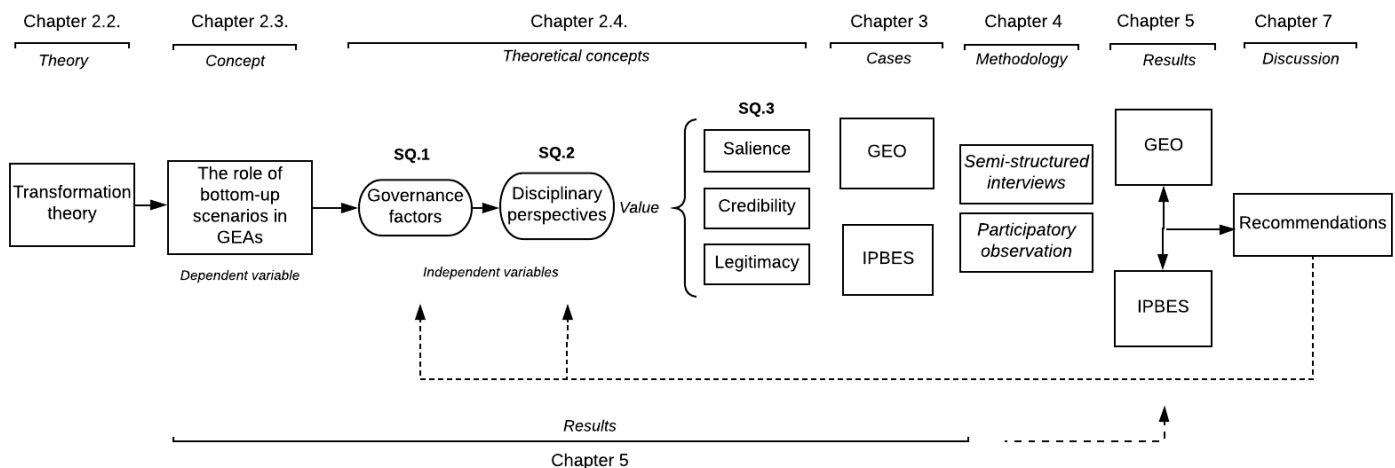 Chapter 2.2.
Chapter 2.3.
Chapter 2.4.
Chapter 3
Chapter 4
Chapter 5
Chapter 7
Theory
Concept
Theoretical concepts
Cases
Methodology
Results
Discussion
Transformation
theory
The role of
bottom-up
scenarios in
GEAs
Dependent variable
SQ.1
Governance
factors
SQ.2
Disciplinary
perspectives
Independent variables
Value
SQ.3
Salience
Credibility
Legitimacy
GEO
IPBES
Semi-structured
interviews
Participatory
observation
GEO
IPBES
Recommendations
Results
Chapter 5